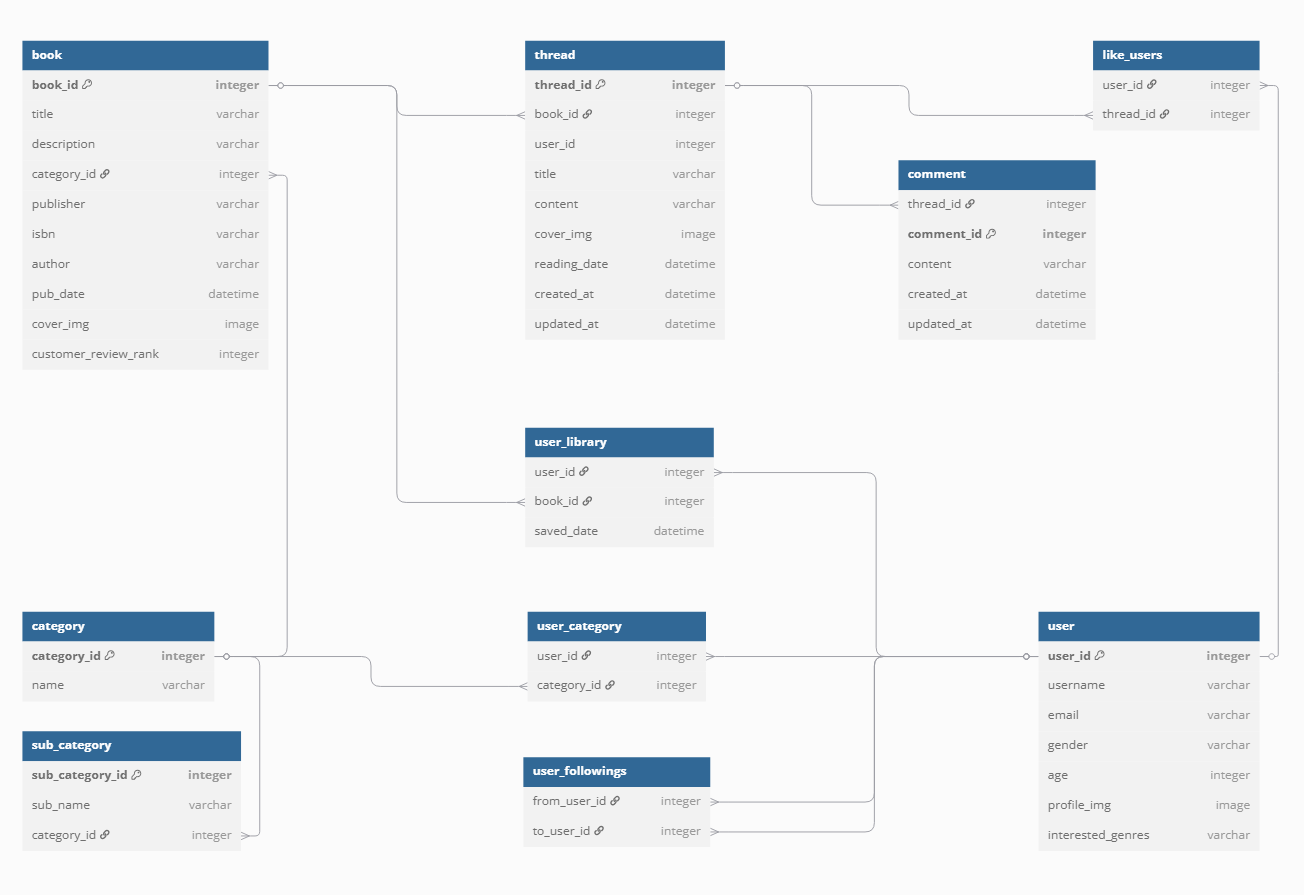 book
book_id integer
title varchar
description varchar
category_id integer
publisher varchar
isbn varchar
author varchar
pub_date datetime
cover_img image
customer_review_rank integer
thread
thread_id integer
book_id integer
user_id integer
title varchar
content varchar
cover_img image
reading_date datetime
created_at datetime
updated_at datetime
like_users
user_id integer
thread_id integer
comment
thread_id integer
comment_id integer
content varchar
created_at datetime
updated_at datetime
user_library
user_id integer
book_id integer
saved_date datetime
category
category_id integer
name varchar
sub_category
sub_category_id integer
sub_name varchar
category_id integer
user_category
user_id integer
category_id integer
user_followings
from_user_id integer
to_user_id integer
user
user_id integer
username varchar
email varchar
gender varchar
age integer
profile_img image
interested_genres varchar